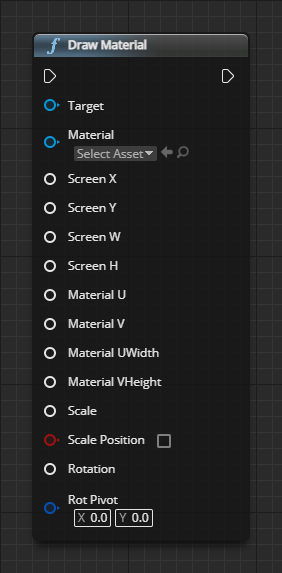 f Draw Material
Target
Material
Select Asset
Screen X
Screen Y
Screen W
Screen H
Material U
Material V
Material UWidth
Material VHeight
Scale
Scale Position
Rotation
Rot Pivot
X 0.0 Y 0.0